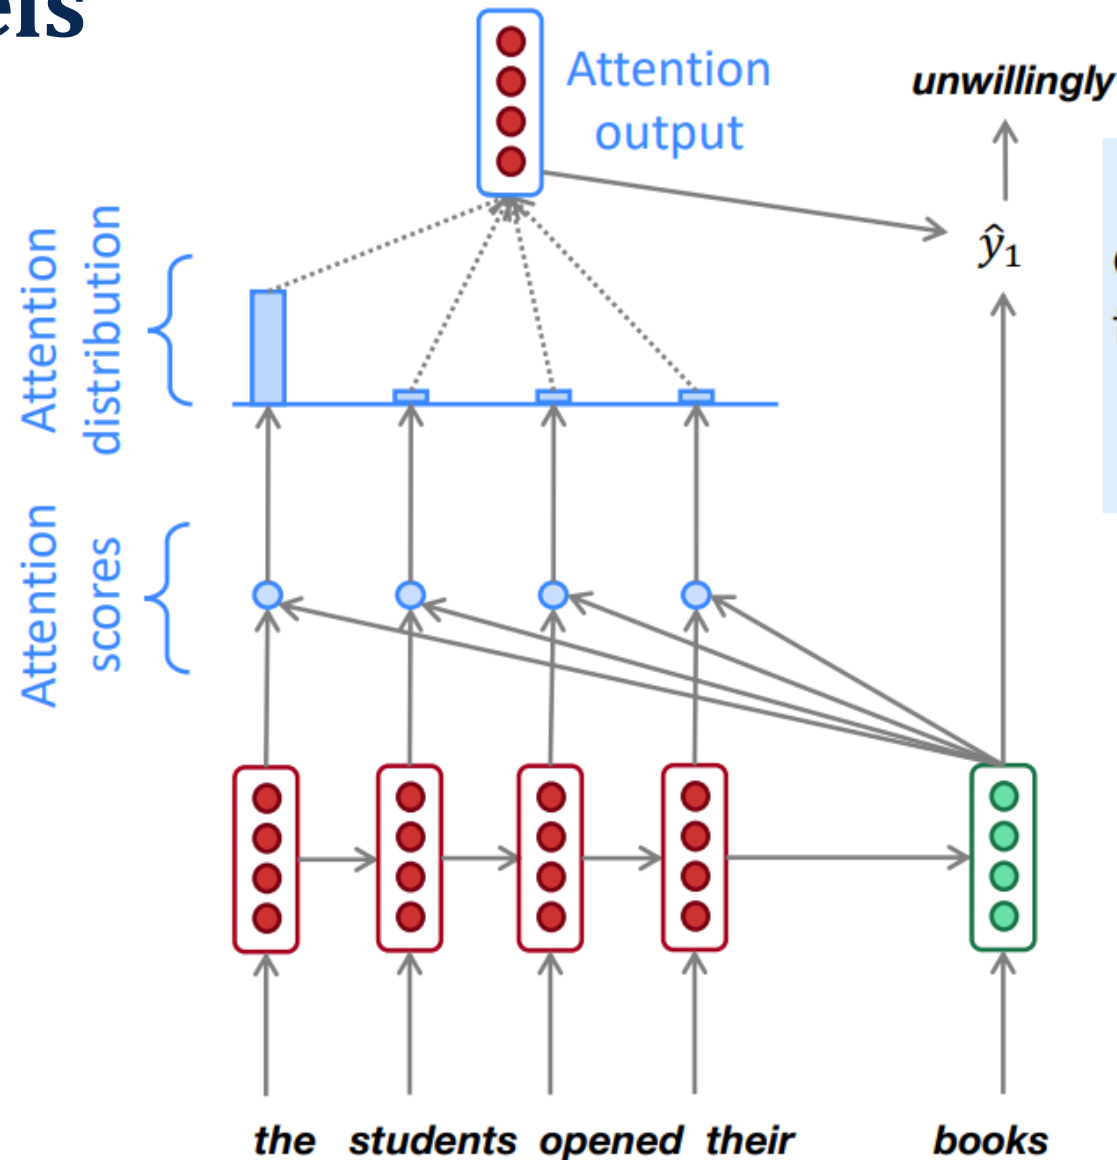 els
Attention
output
unwillingly
ŷ1
Attention
distribution
Attention
scores
the students opened their books